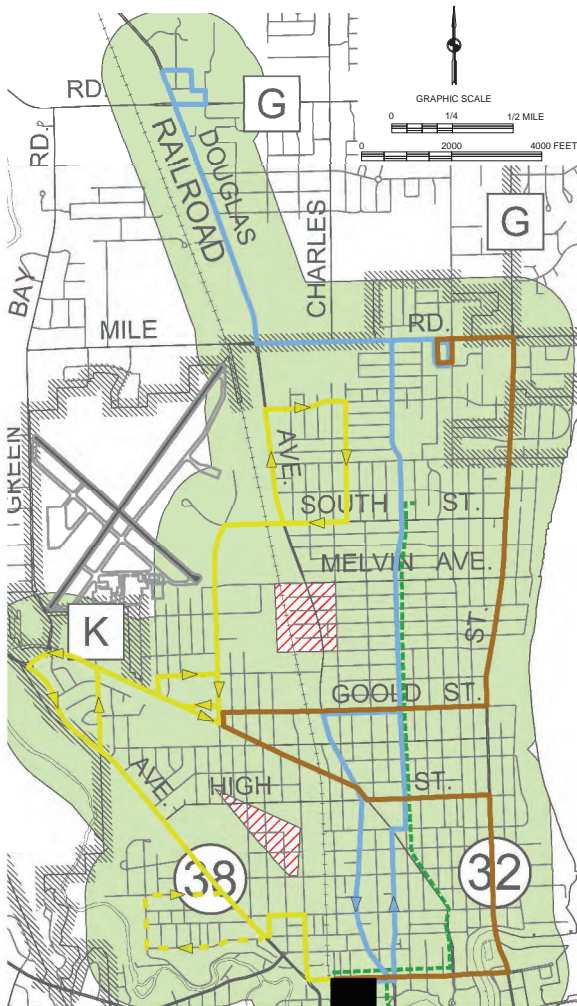 GRAPHIC SCALE
0 1/4 1/2 MILE
0 2000 4000 FEET
RD.
G
RD.
DOUGLAS
RAILROAD
CHARLES
G
BAY
MILE
RD.
GREEN
AVE.
SOUTH ST.
MELVIN AVE.
K
ST.
GOOLD ST.
AVE.
HIGH ST.
38
32